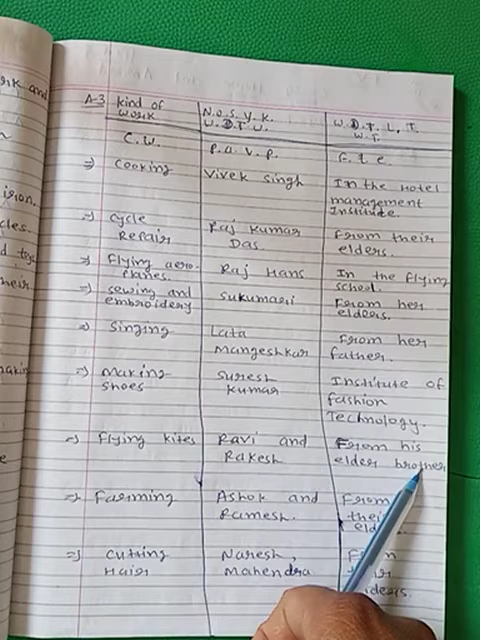 A-3 Kind of work
N.O.S.Y.K. W.D.T.W.
W.D.T.L.T. W.F.
C.W.
P.a.V.P.
⇒ Cooking
Vivek Singh
In the Hotel management Institute.
⇒ Cycle Repair
Raj Kumar Das
From their elders.
⇒ Flying aero-planes.
Raj Hans
In the flying school.
⇒ Sewing and embroidery
Sukumari
From her elders.
⇒ Singing
Lata Mangeshkar
From her father.
⇒ Making shoes
Suresh Kumar
Institute of fashion Technology.
⇒ Flying kites
Ravi and Rakesh
From his elder brother
⇒ Farming
Ashok and Ramesh.
From
⇒ Cutting Hair
Naresh, Mahendra